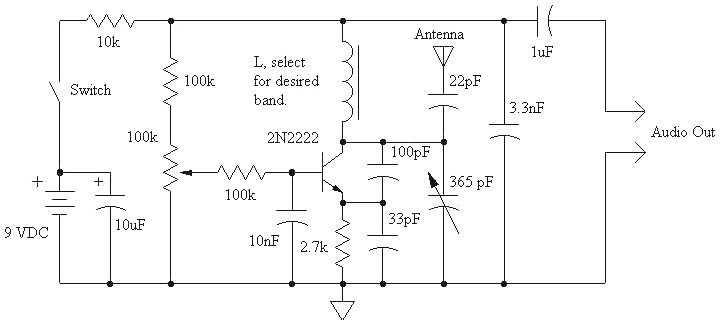 Antenna
10k
1uF
L, select
for desired
band.
Switch
100k
22pF
3.3nF
100k
2N2222
Audio Out
100pF
+
+
100k
365 pF
10uF
33pF
9 VDC
10nF
2.7k